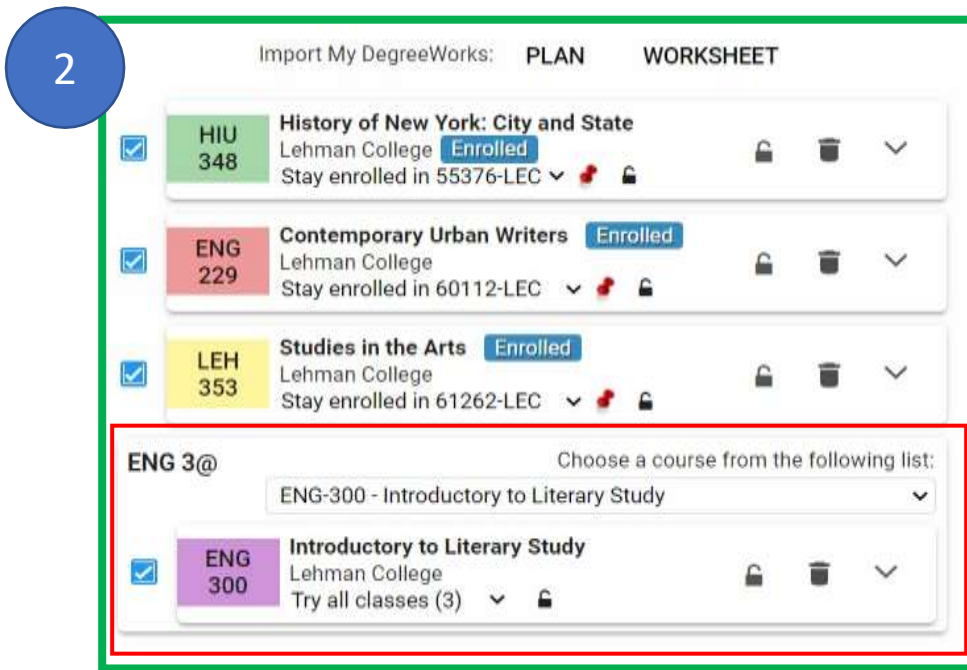 2
Import My DegreeWorks: PLAN WORKSHEET
HIU
348
History of New York: City and State
Lehman College Enrolled
Stay enrolled in 55376-LEC
ENG
229
Contemporary Urban Writers Enrolled
Lehman College
Stay enrolled in 60112-LEC
LEH
353
Studies in the Arts Enrolled
Lehman College
Stay enrolled in 61262-LEC
ENG 3@ Choose a course from the following list:
ENG-300 - Introductory to Literary Study
ENG
300
Introductory to Literary Study
Lehman College
Try all classes (3)